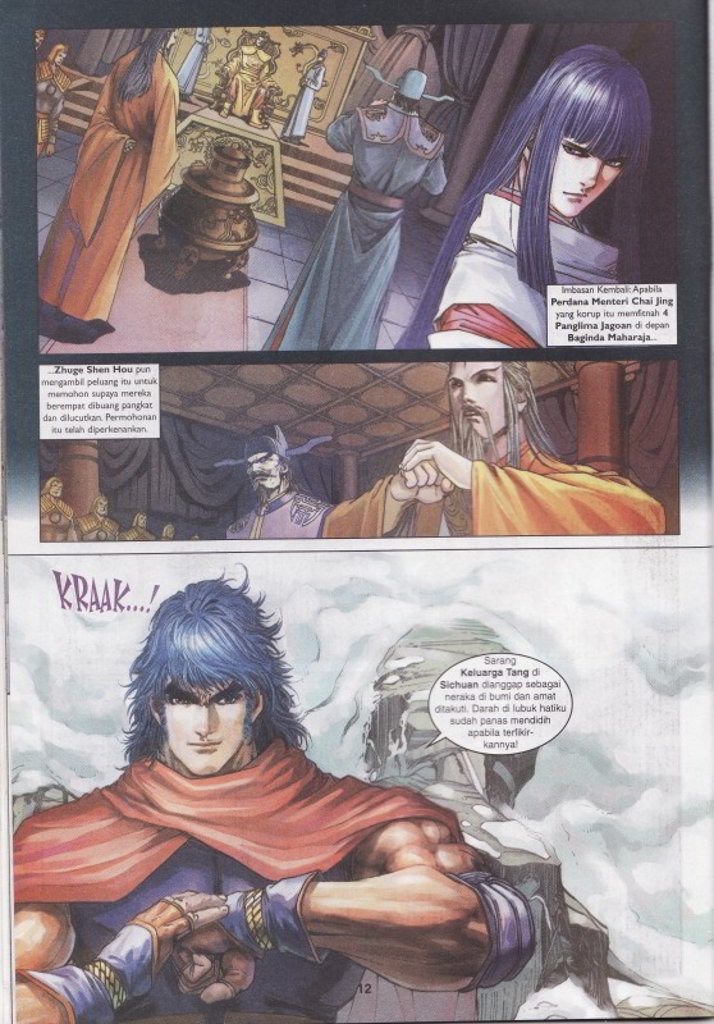 Imbasan Kembali: Apabila
Perdana Menteri Chai Jing
yang korup itu memfitnah 4
Panglima Jagoan di depan
Baginda Maharaja...
...Zhuge Shen Hou pun
mengambil peluang itu untuk
memohon supaya mereka
berempat dibuang pangkat
dan dilucutkan. Permohonan
itu telah diperkenankan.
KRAAK...!
Sarang
Keluarga Tang di
Sichuan dianggap sebagai
neraka di bumi dan amat
ditakuti. Darah di lubuk hatiku
sudah panas mendidih
apabila terfikir-
kannya!
12